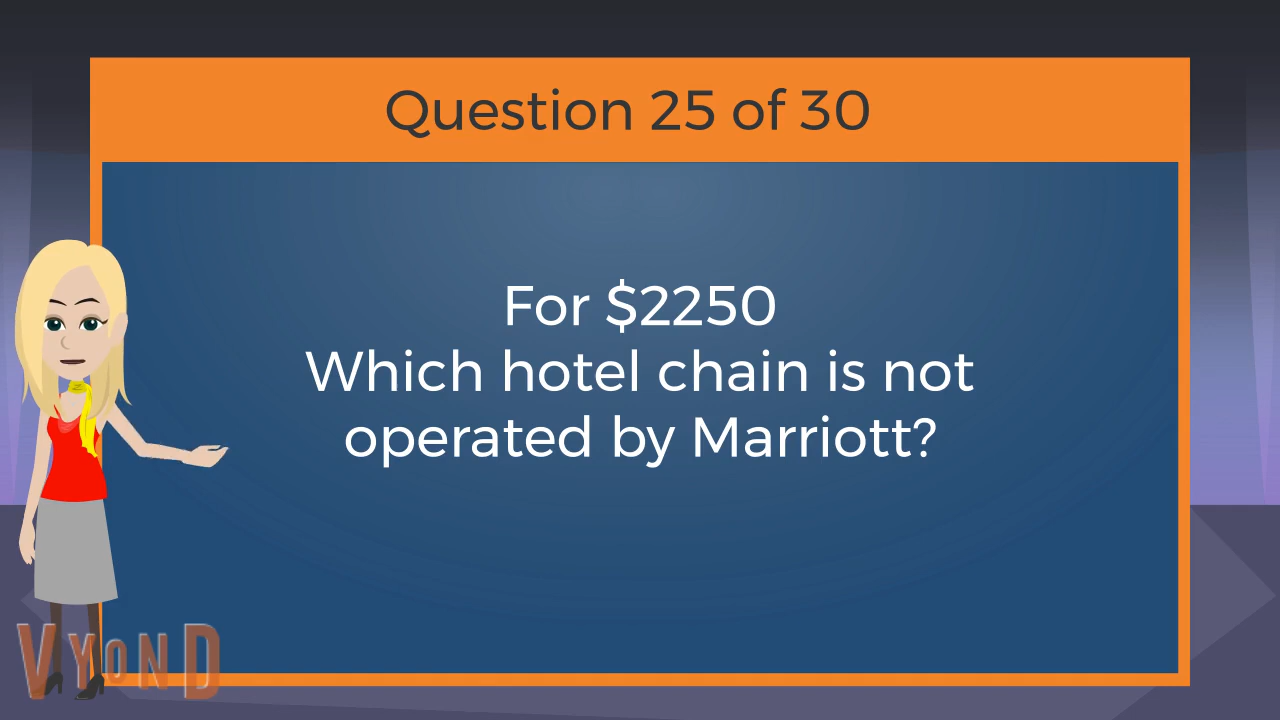 Question 25 of 30
For $2250
Which hotel chain is not
operated by Marriott?
VYOND